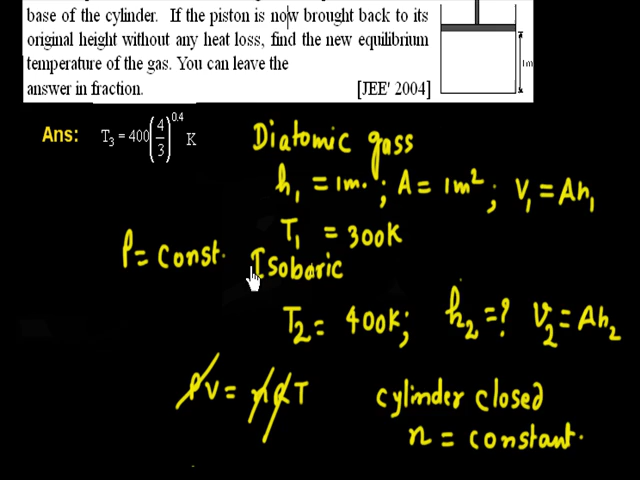 base of the cylinder. If the piston is now brought back to its
original height without any heat loss, find the new equilibrium
temperature of the gas. You can leave the
answer in fraction. [JEE' 2004]
1m
Ans: T₃ = 400(4/3)^0.4 K
Diatomic gass
h₁ = 1m. ; A = 1m² ; V₁ = Ah₁
T₁ = 300K
P = const. Isobaric
T₂ = 400K; h₂ = ? V₂ = Ah₂
PV = nRT cylinder closed
n = constant.